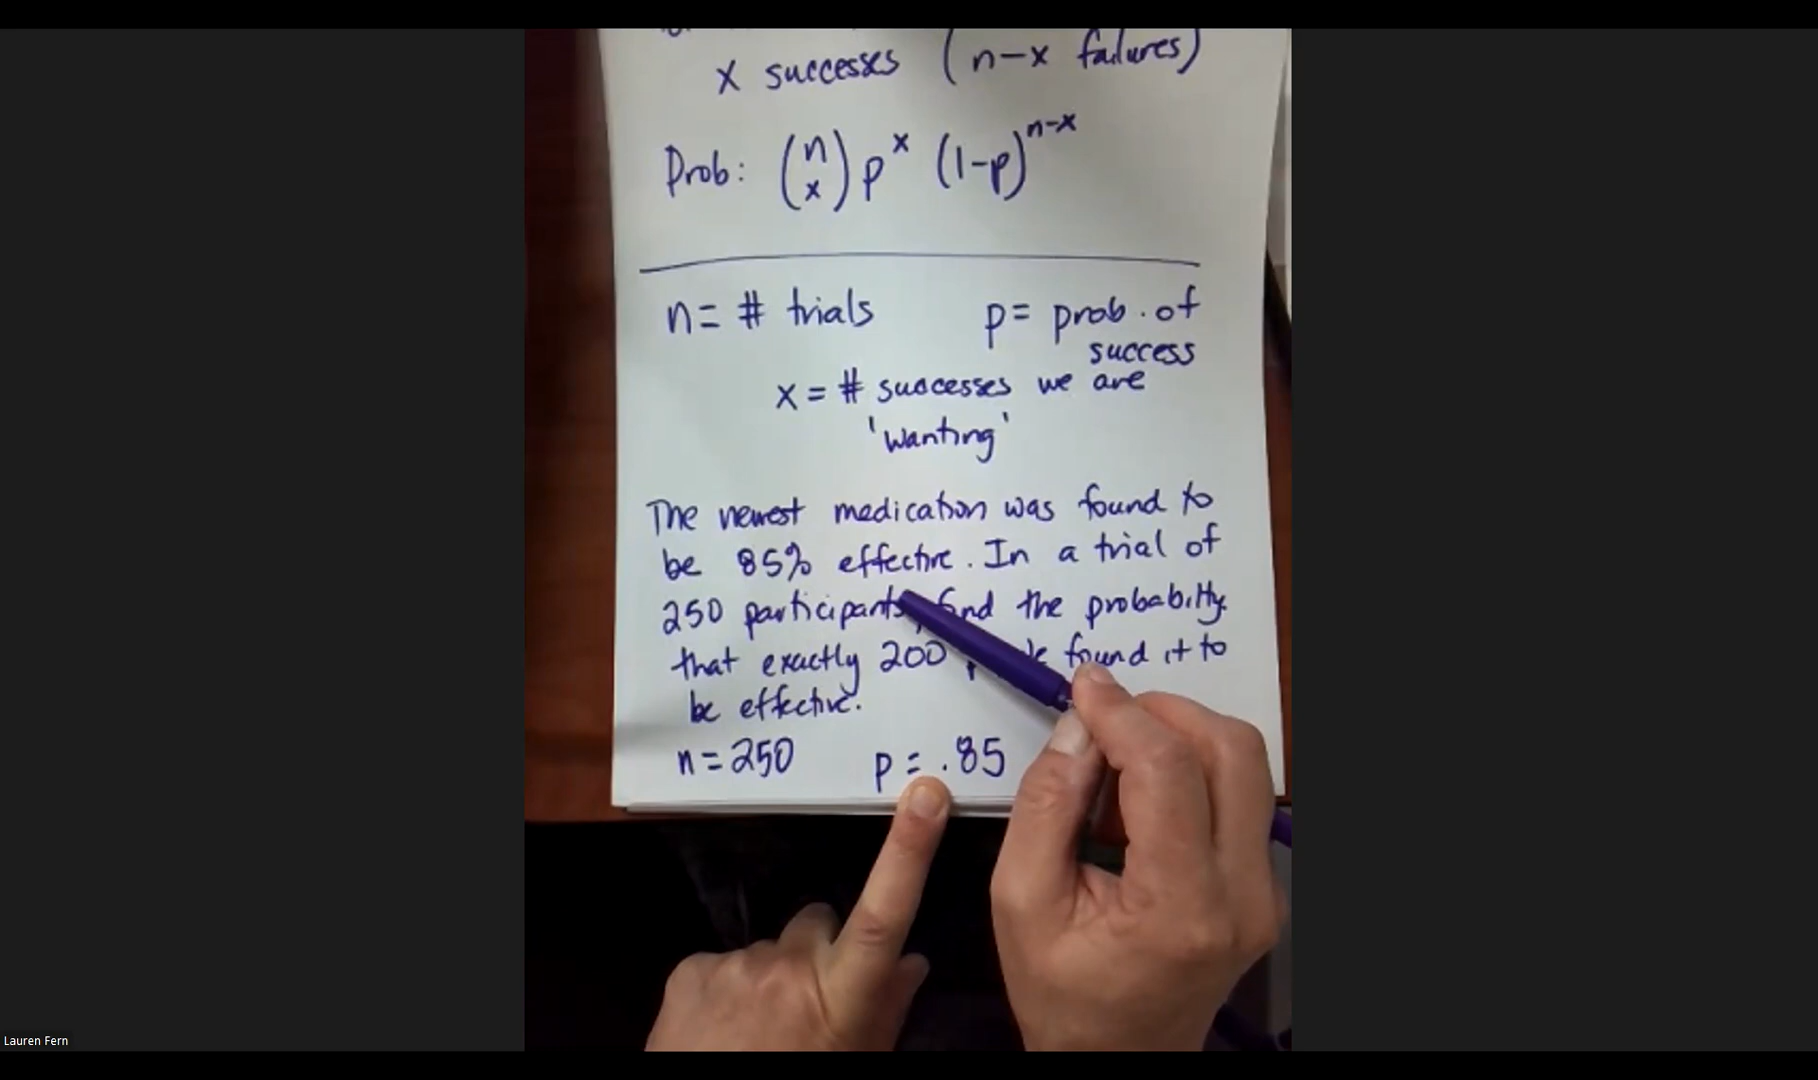 x successes (n-x failures)
Prob: (n x) p^x (1-p)^n-x
n = # trials
p = prob. of
success
x = # successes we are
'wanting'
The newest medication was found to
be 85% effective. In a trial of
250 participants, find the probability
that exactly 200 found it to
be effective.
n = 250 p = .85
Lauren Fern